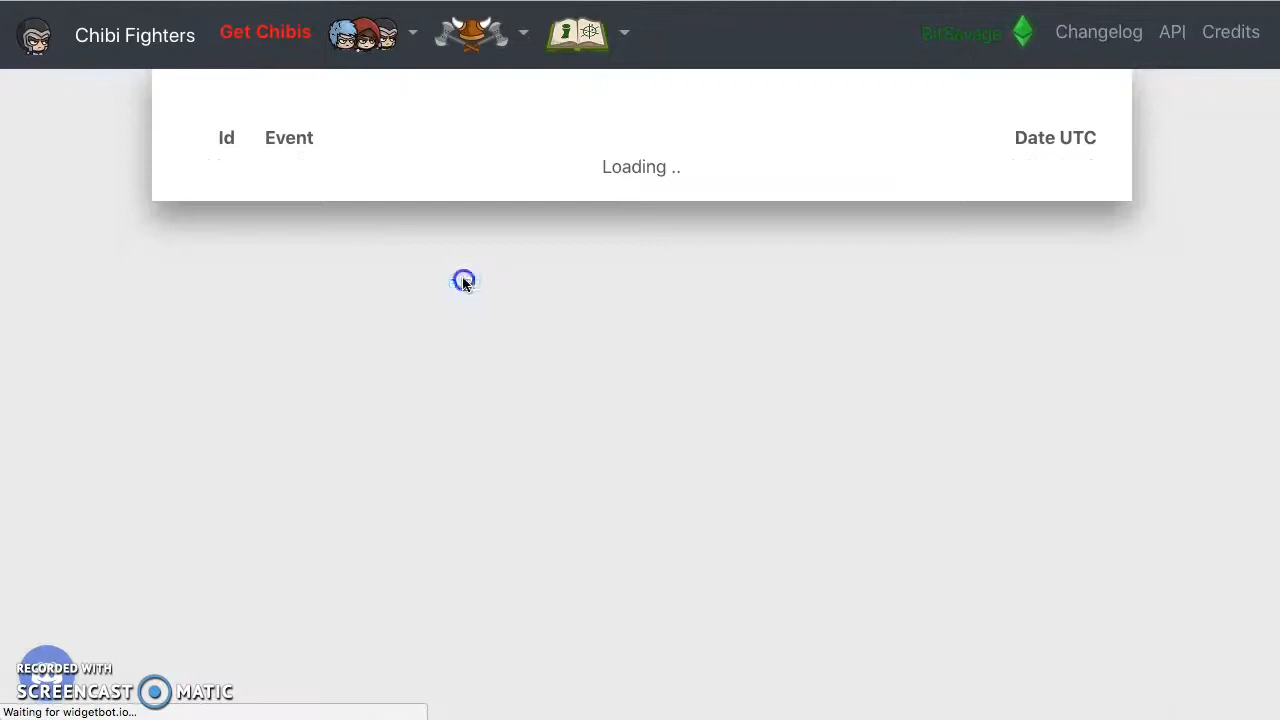 Chibi Fighters Get Chibis BitSavage Changelog API Credits
Id Event Date UTC
Loading ..
RECORDED WITH
SCREENCAST MATIC
Waiting for widgetbot.io...